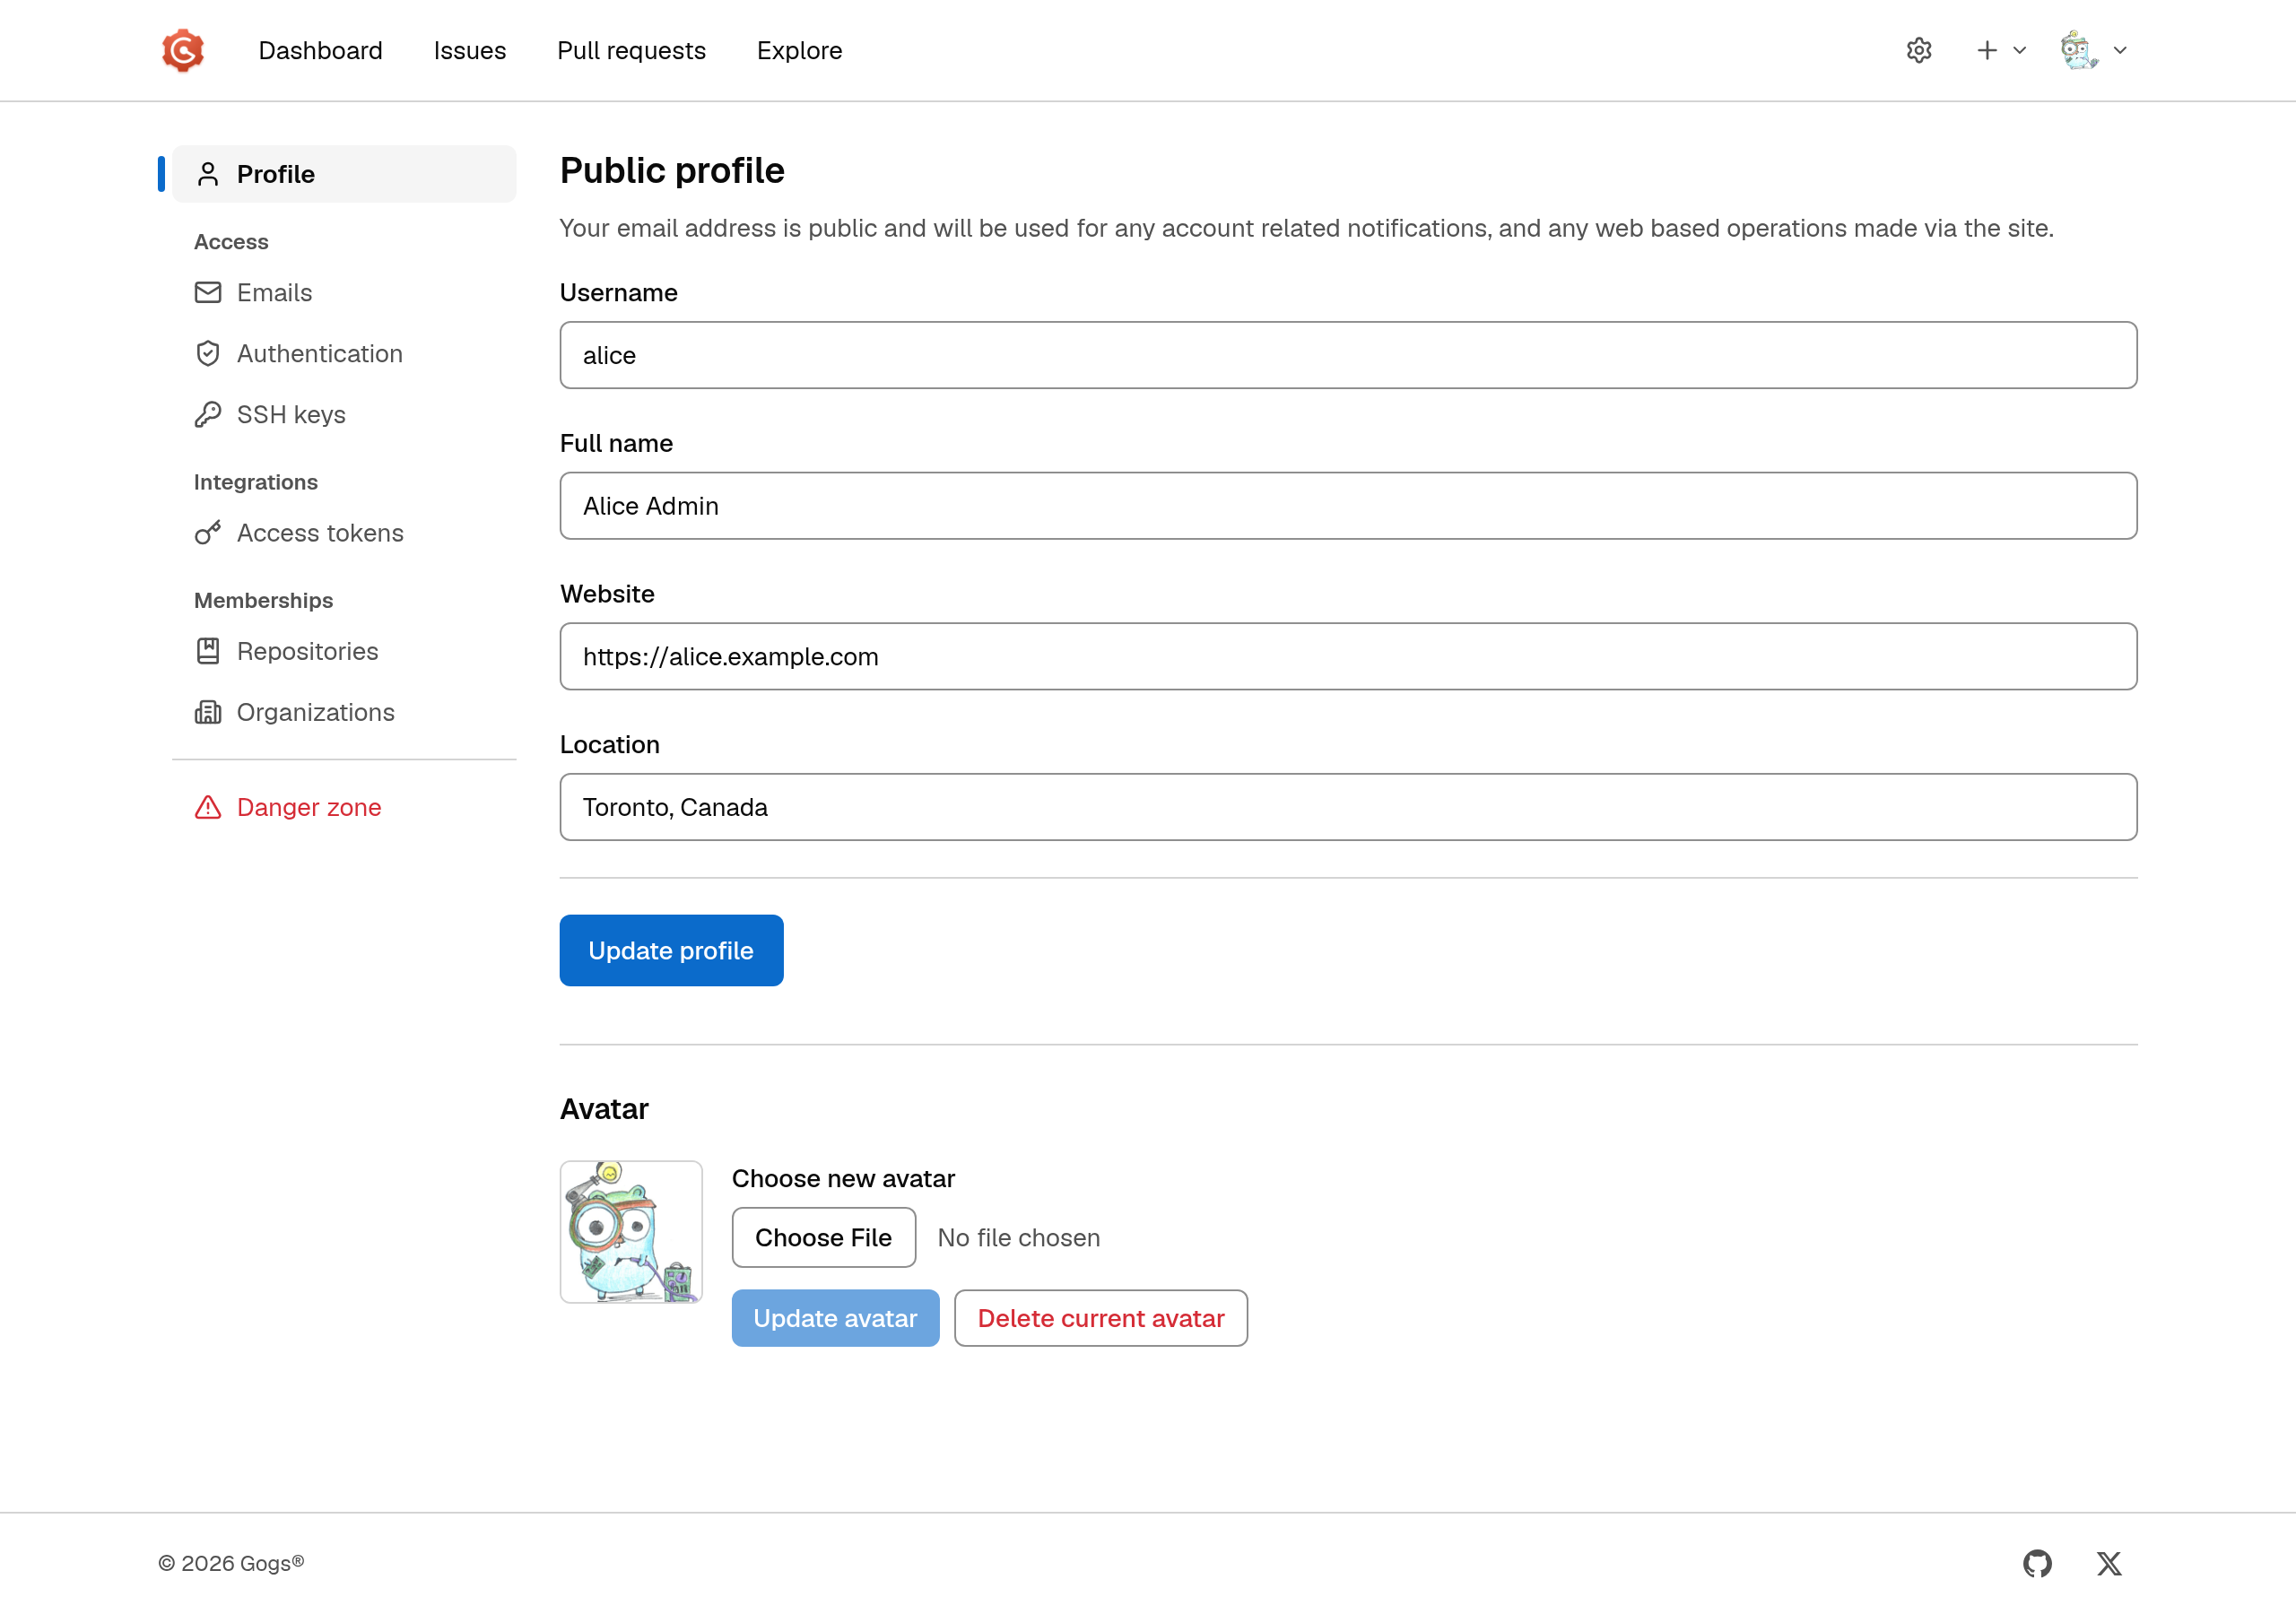 Dashboard Issues Pull requests Explore
Profile
Access
Emails
Authentication
SSH keys
Integrations
Access tokens
Memberships
Repositories
Organizations
Danger zone
Public profile
Your email address is public and will be used for any account related notifications, and any web based operations made via the site.
Username
alice
Full name
Alice Admin
Website
https://alice.example.com
Location
Toronto, Canada
Update profile
Avatar
Choose new avatar
Choose File No file chosen
Update avatar Delete current avatar
© 2026 Gogs®